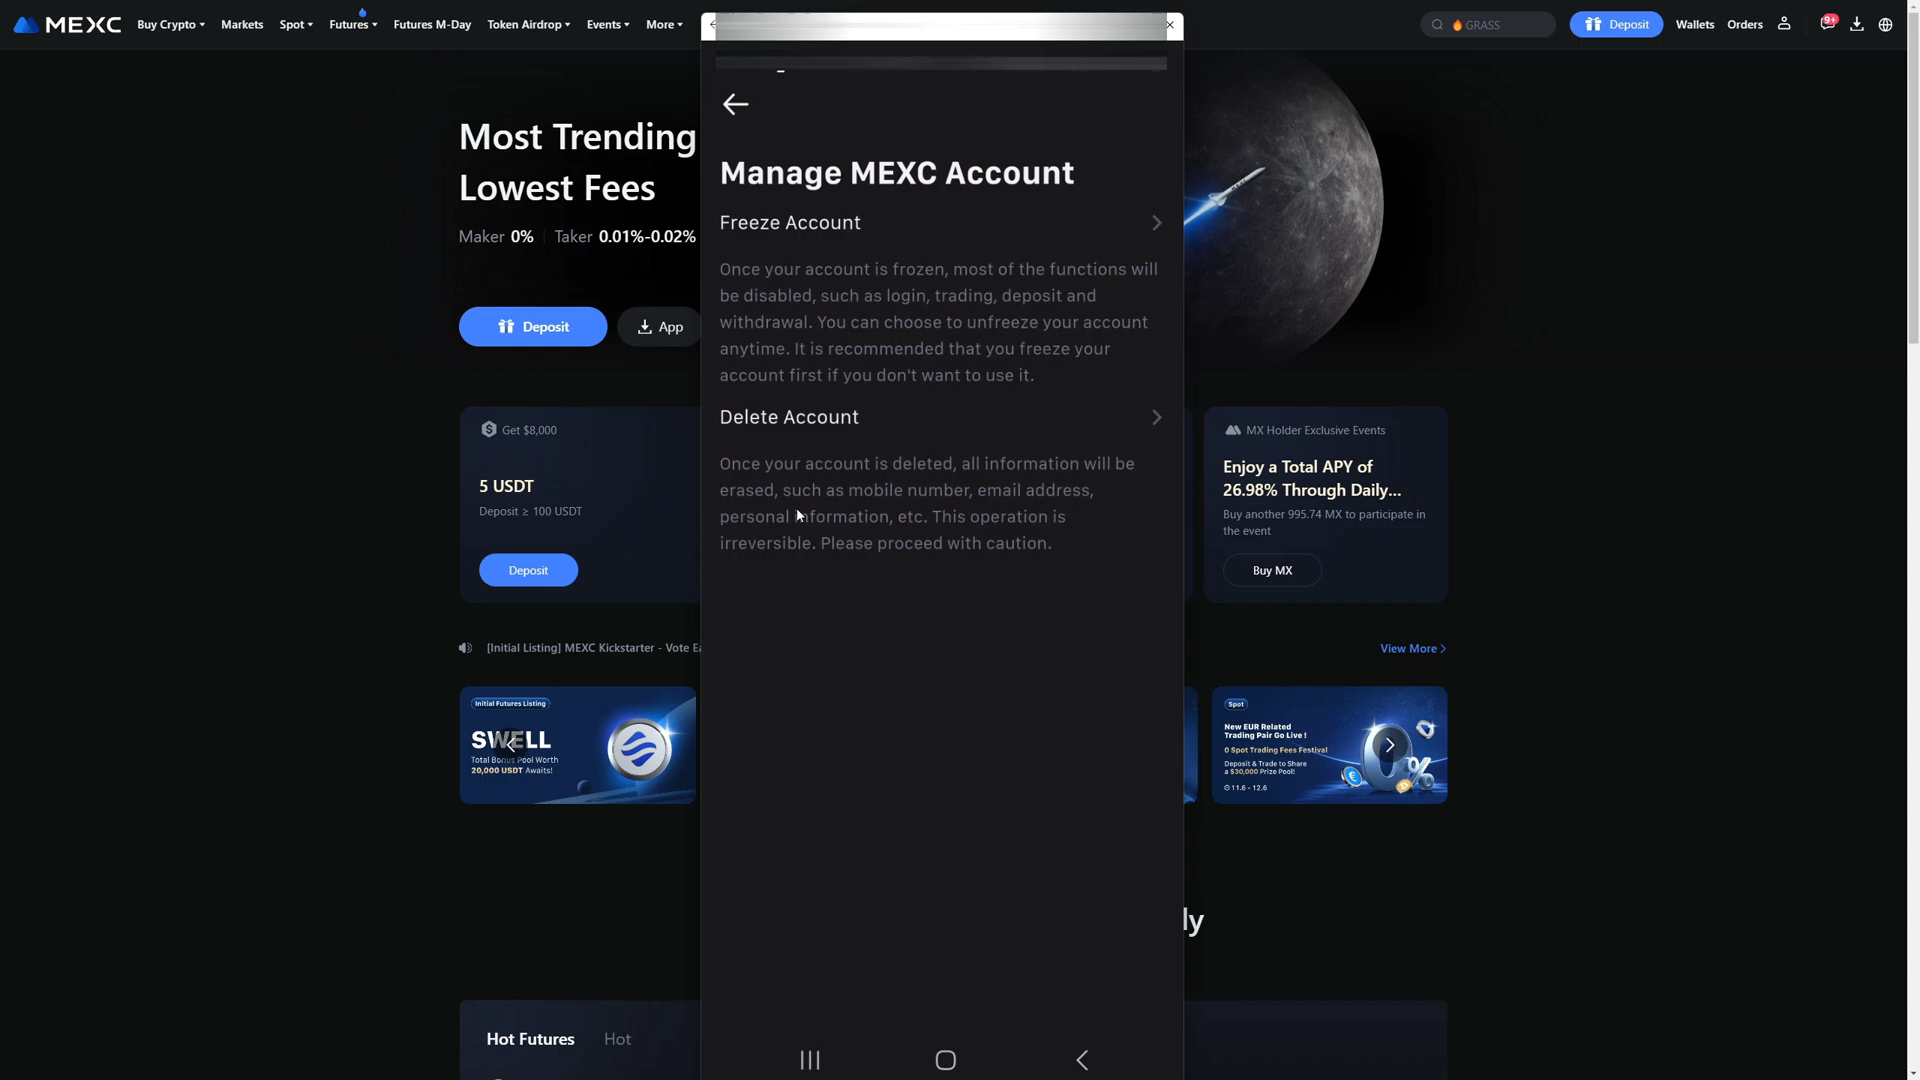 MEXC
Buy Crypto
Markets
Spot
Futures
Futures M-Day
Token Airdrop
Events
More
GRASS
Deposit
Wallets
Orders
9+
Most Trending
Lowest Fees
Maker 0%
Taker 0.01%-0.02%
Deposit
App
Manage MEXC Account
Freeze Account
Once your account is frozen, most of the functions will
be disabled, such as login, trading, deposit and
withdrawal. You can choose to unfreeze your account
anytime. It is recommended that you freeze your
account first if you don't want to use it.
Delete Account
Once your account is deleted, all information will be
erased, such as mobile number, email address,
personal information, etc. This operation is
irreversible. Please proceed with caution.
Get $8,000
5 USDT
Deposit ≥ 100 USDT
Deposit
MX Holder Exclusive Events
Enjoy a Total APY of
26.98% Through Daily...
Buy another 995.74 MX to participate in
the event
Buy MX
[Initial Listing] MEXC Kickstarter - Vote Ea
View More
Initial Futures Listing
SWELL
Total Bonus Pool Worth
20,000 USDT Awaits!
Spot
New EUR Related
Trading Pair Go Live !
0 Spot Trading Fees Festival
Deposit & Trade to Share
a $30,000 Prize Pool!
11.6 - 12.6
0%
ly
Hot Futures
Hot